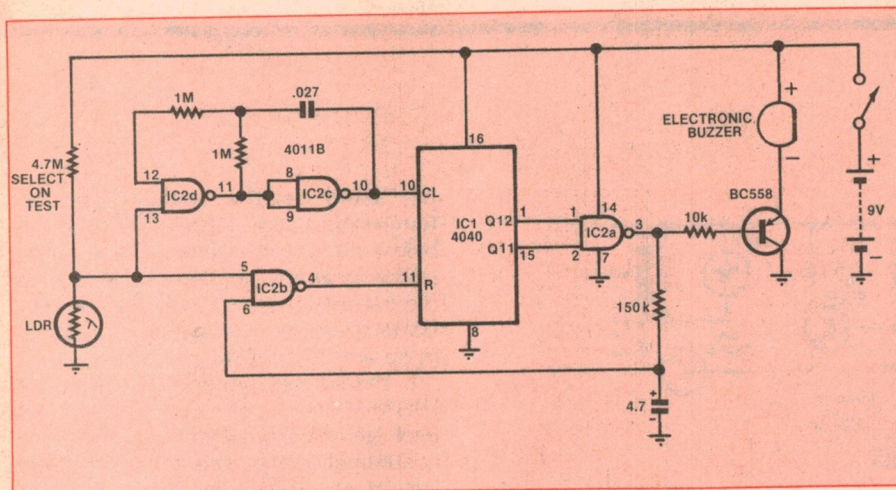 1M
.027
16
ELECTRONIC
BUZZER
+
−
4.7M
SELECT
ON
TEST
1M
4011B
12
IC2d
11
13
8
IC2c
10
9
10
CL
IC1
4040
Q12
1
Q11
15
1
14
IC2a
3
2
7
10k
BC558
+
9V
−
5
IC2b
4
6
11
R
8
LDR
λ
150k
+
4.7
−